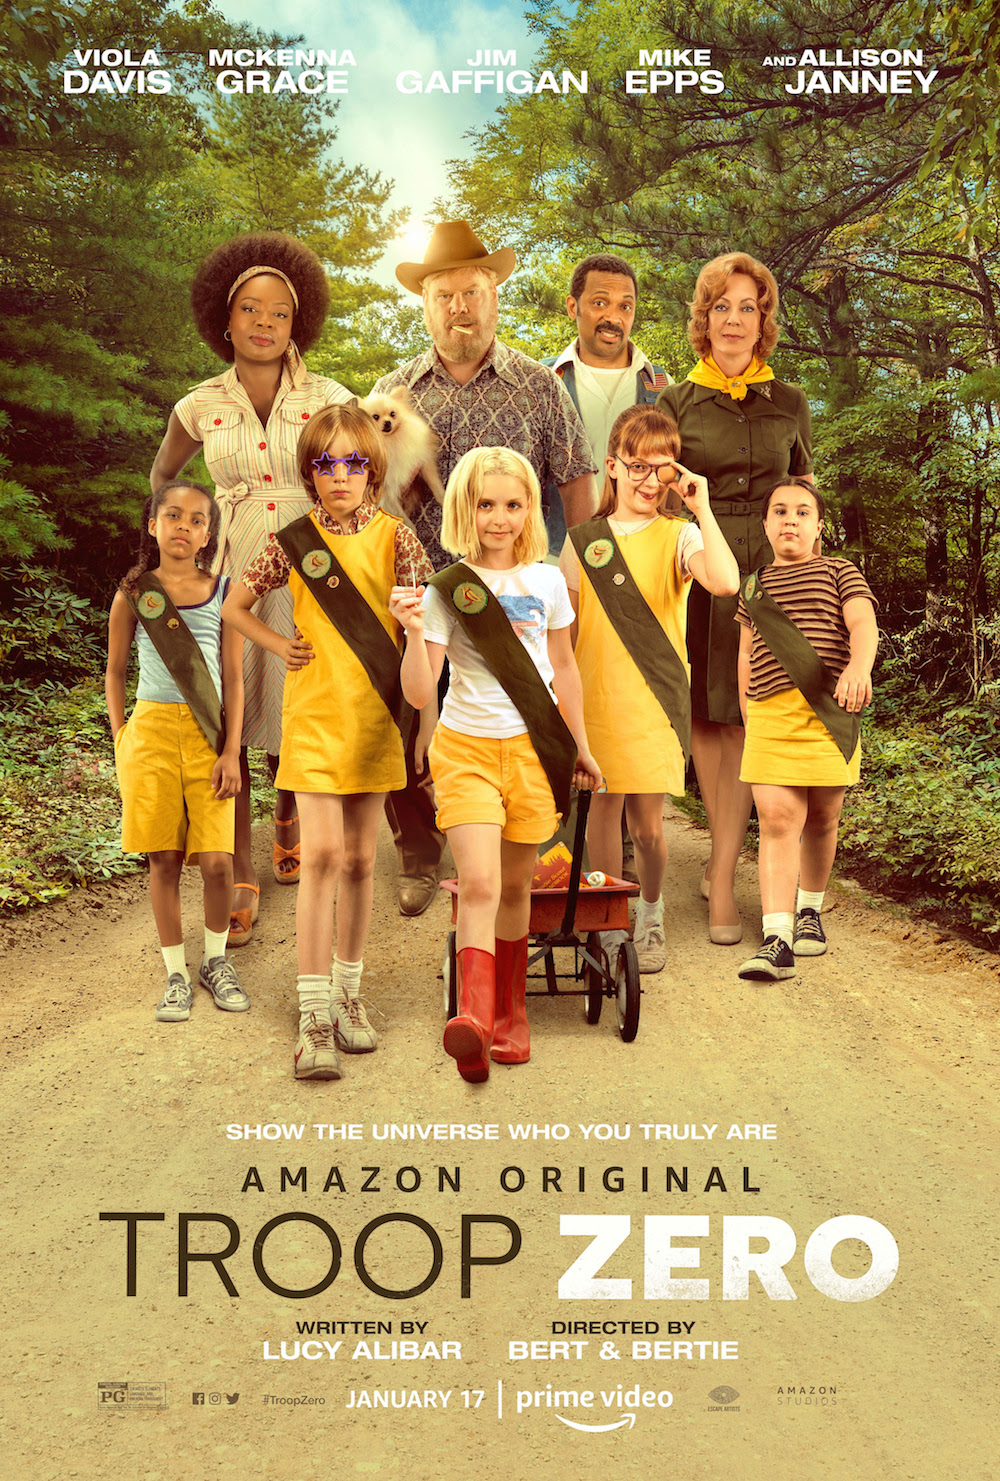 VIOLA DAVIS
MCKENNA GRACE
JIM GAFFIGAN
MIKE EPPS
AND ALLISON JANNEY
SHOW THE UNIVERSE WHO YOU TRULY ARE
AMAZON ORIGINAL
TROOP ZERO
WRITTEN BY
LUCY ALIBAR
DIRECTED BY
BERT & BERTIE
PG
#TroopZero
JANUARY 17 | prime video
ESCAPE ARTISTS
AMAZON STUDIOS